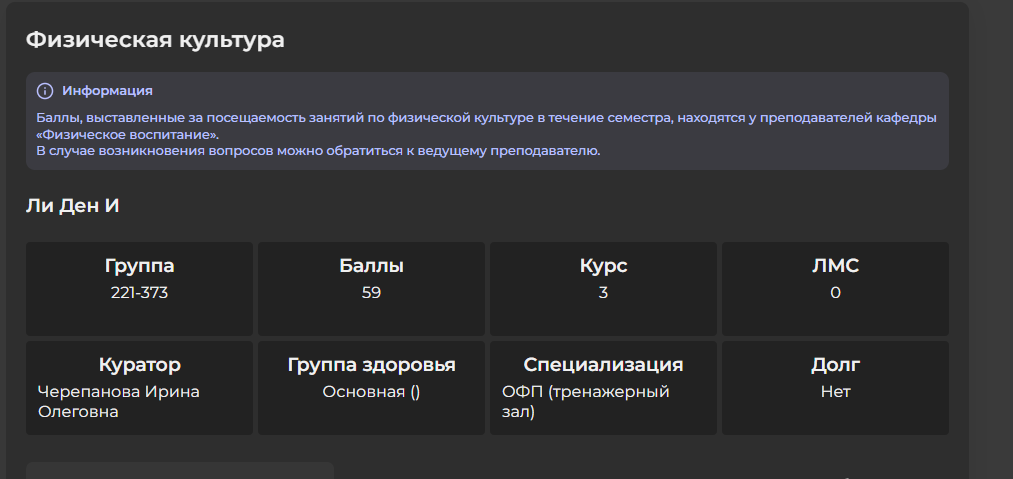 Физическая культура
Информация
Баллы, выставленные за посещаемость занятий по физической культуре в течение семестра, находятся у преподавателей кафедры
«Физическое воспитание».
В случае возникновения вопросов можно обратиться к ведущему преподавателю.
Ли Ден И
Группа
221-373
Баллы
59
Курс
3
ЛМС
0
Куратор
Черепанова Ирина
Олеговна
Группа здоровья
Основная ()
Специализация
ОФП (тренажерный
зал)
Долг
Нет